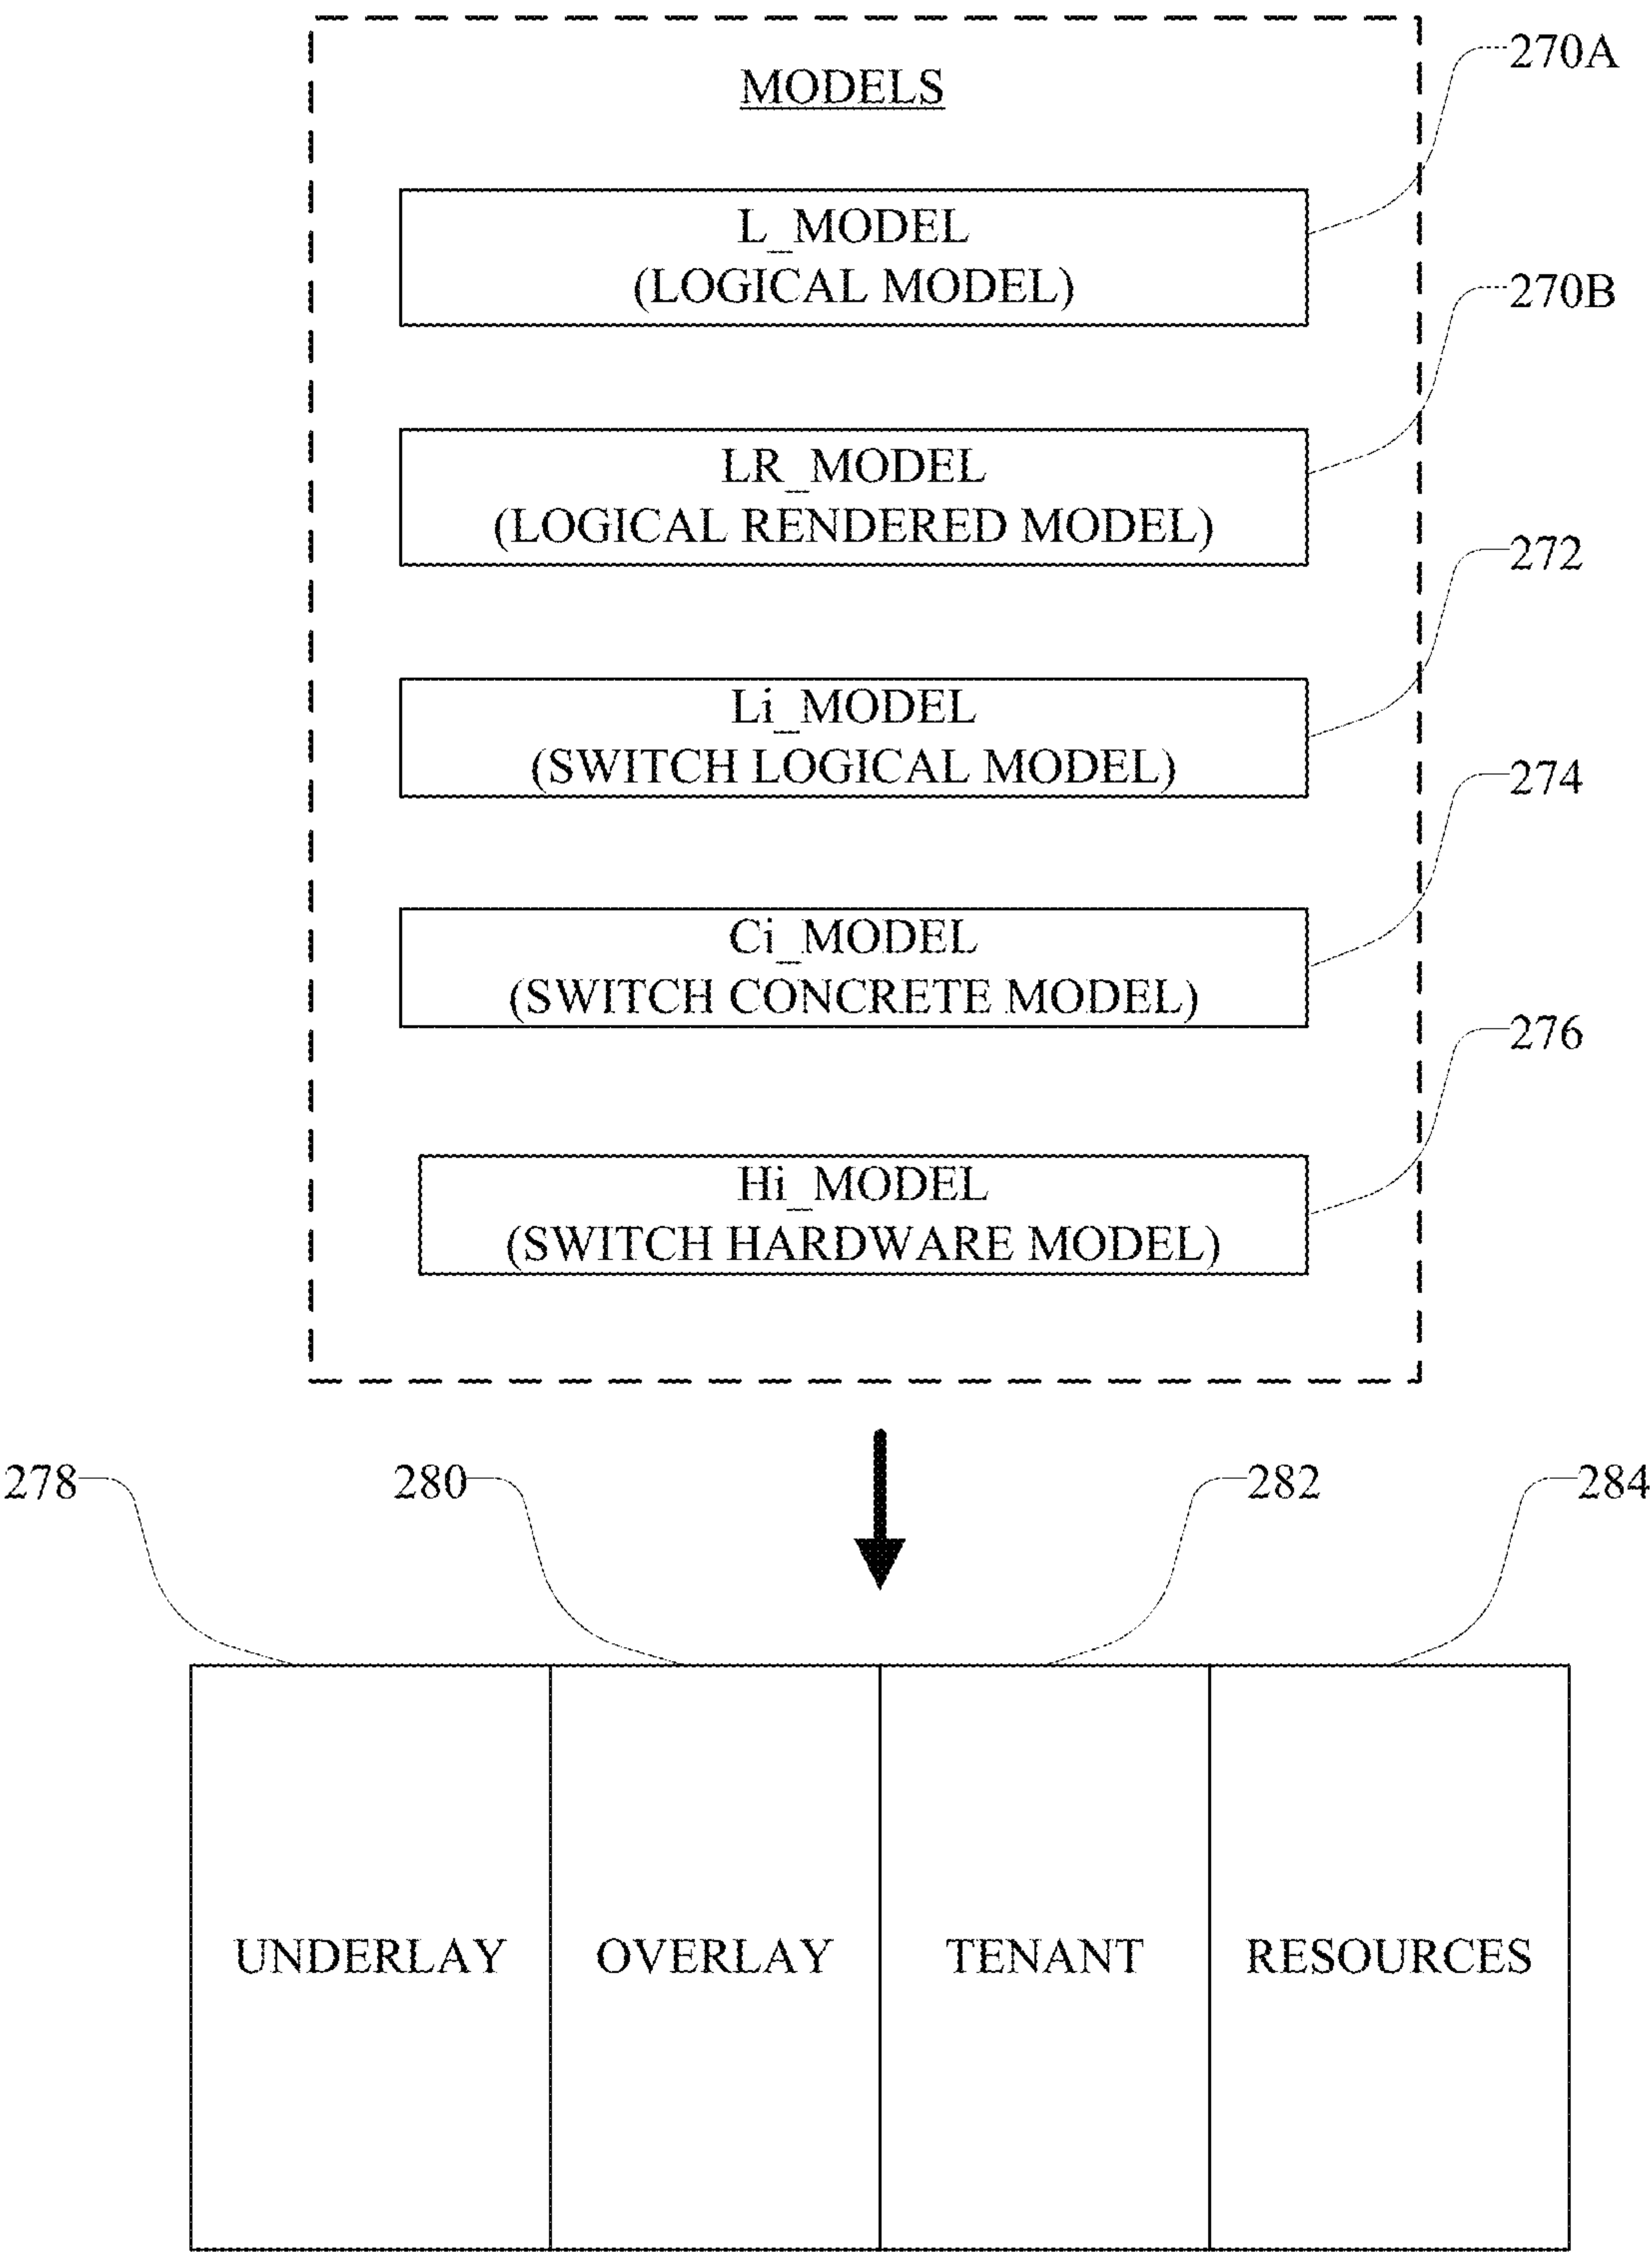 MODELS
270A
L_MODEL
(LOGICAL MODEL)
270B
LR_MODEL
(LOGICAL RENDERED MODEL)
272
Li_MODEL
(SWITCH LOGICAL MODEL)
274
Ci_MODEL
(SWITCH CONCRETE MODEL)
276
Hi_MODEL
(SWITCH HARDWARE MODEL)
278 280 282 284
UNDERLAY OVERLAY TENANT RESOURCES